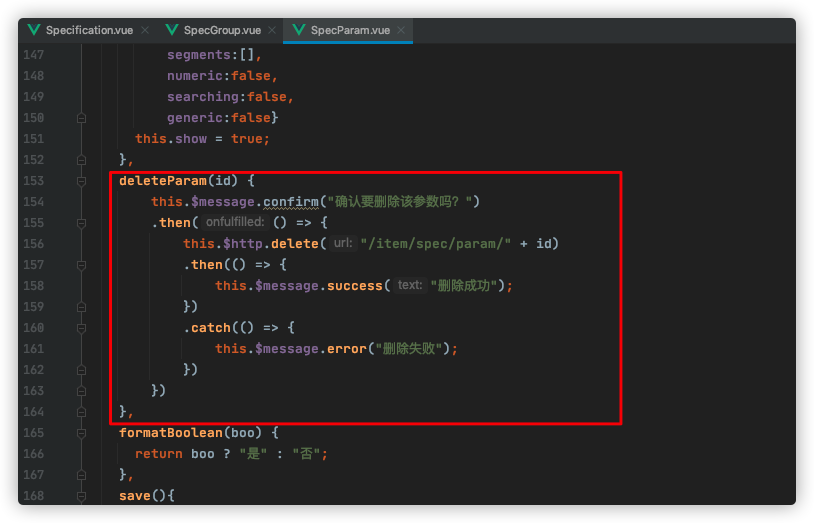 Specification.vue SpecGroup.vue SpecParam.vue
147 segments:[],
148 numeric:false,
149 searching:false,
150 generic:false}
151 this.show = true;
152 },
153 deleteParam(id) {
154 this.$message.confirm("确认要删除该参数吗？")
155 .then( onfulfilled: () => {
156 this.$http.delete( url: "/item/spec/param/" + id)
157 .then(() => {
158 this.$message.success( text: "删除成功");
159 })
160 .catch(() => {
161 this.$message.error("删除失败");
162 })
163 })
164 },
165 formatBoolean(boo) {
166 return boo ? "是" : "否";
167 },
168 save(){